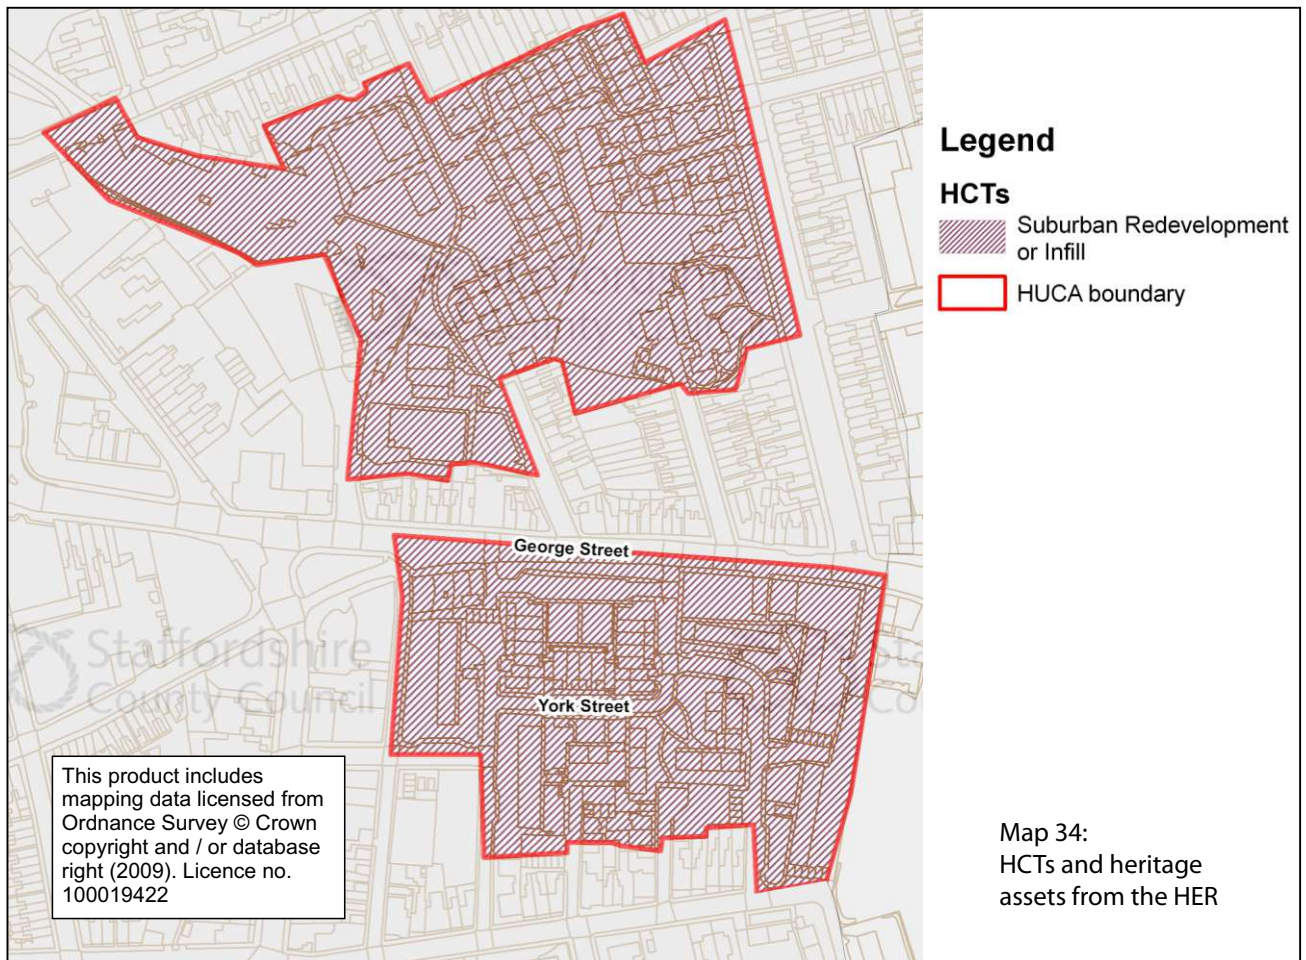 George Street
York Street
Staffordshire
County Council
Sta
Co
This product includes
mapping data licensed from
Ordnance Survey © Crown
copyright and / or database
right (2009). Licence no.
100019422
Legend
HCTs
Suburban Redevelopment
or Infill
HUCA boundary
Map 34:
HCTs and heritage
assets from the HER